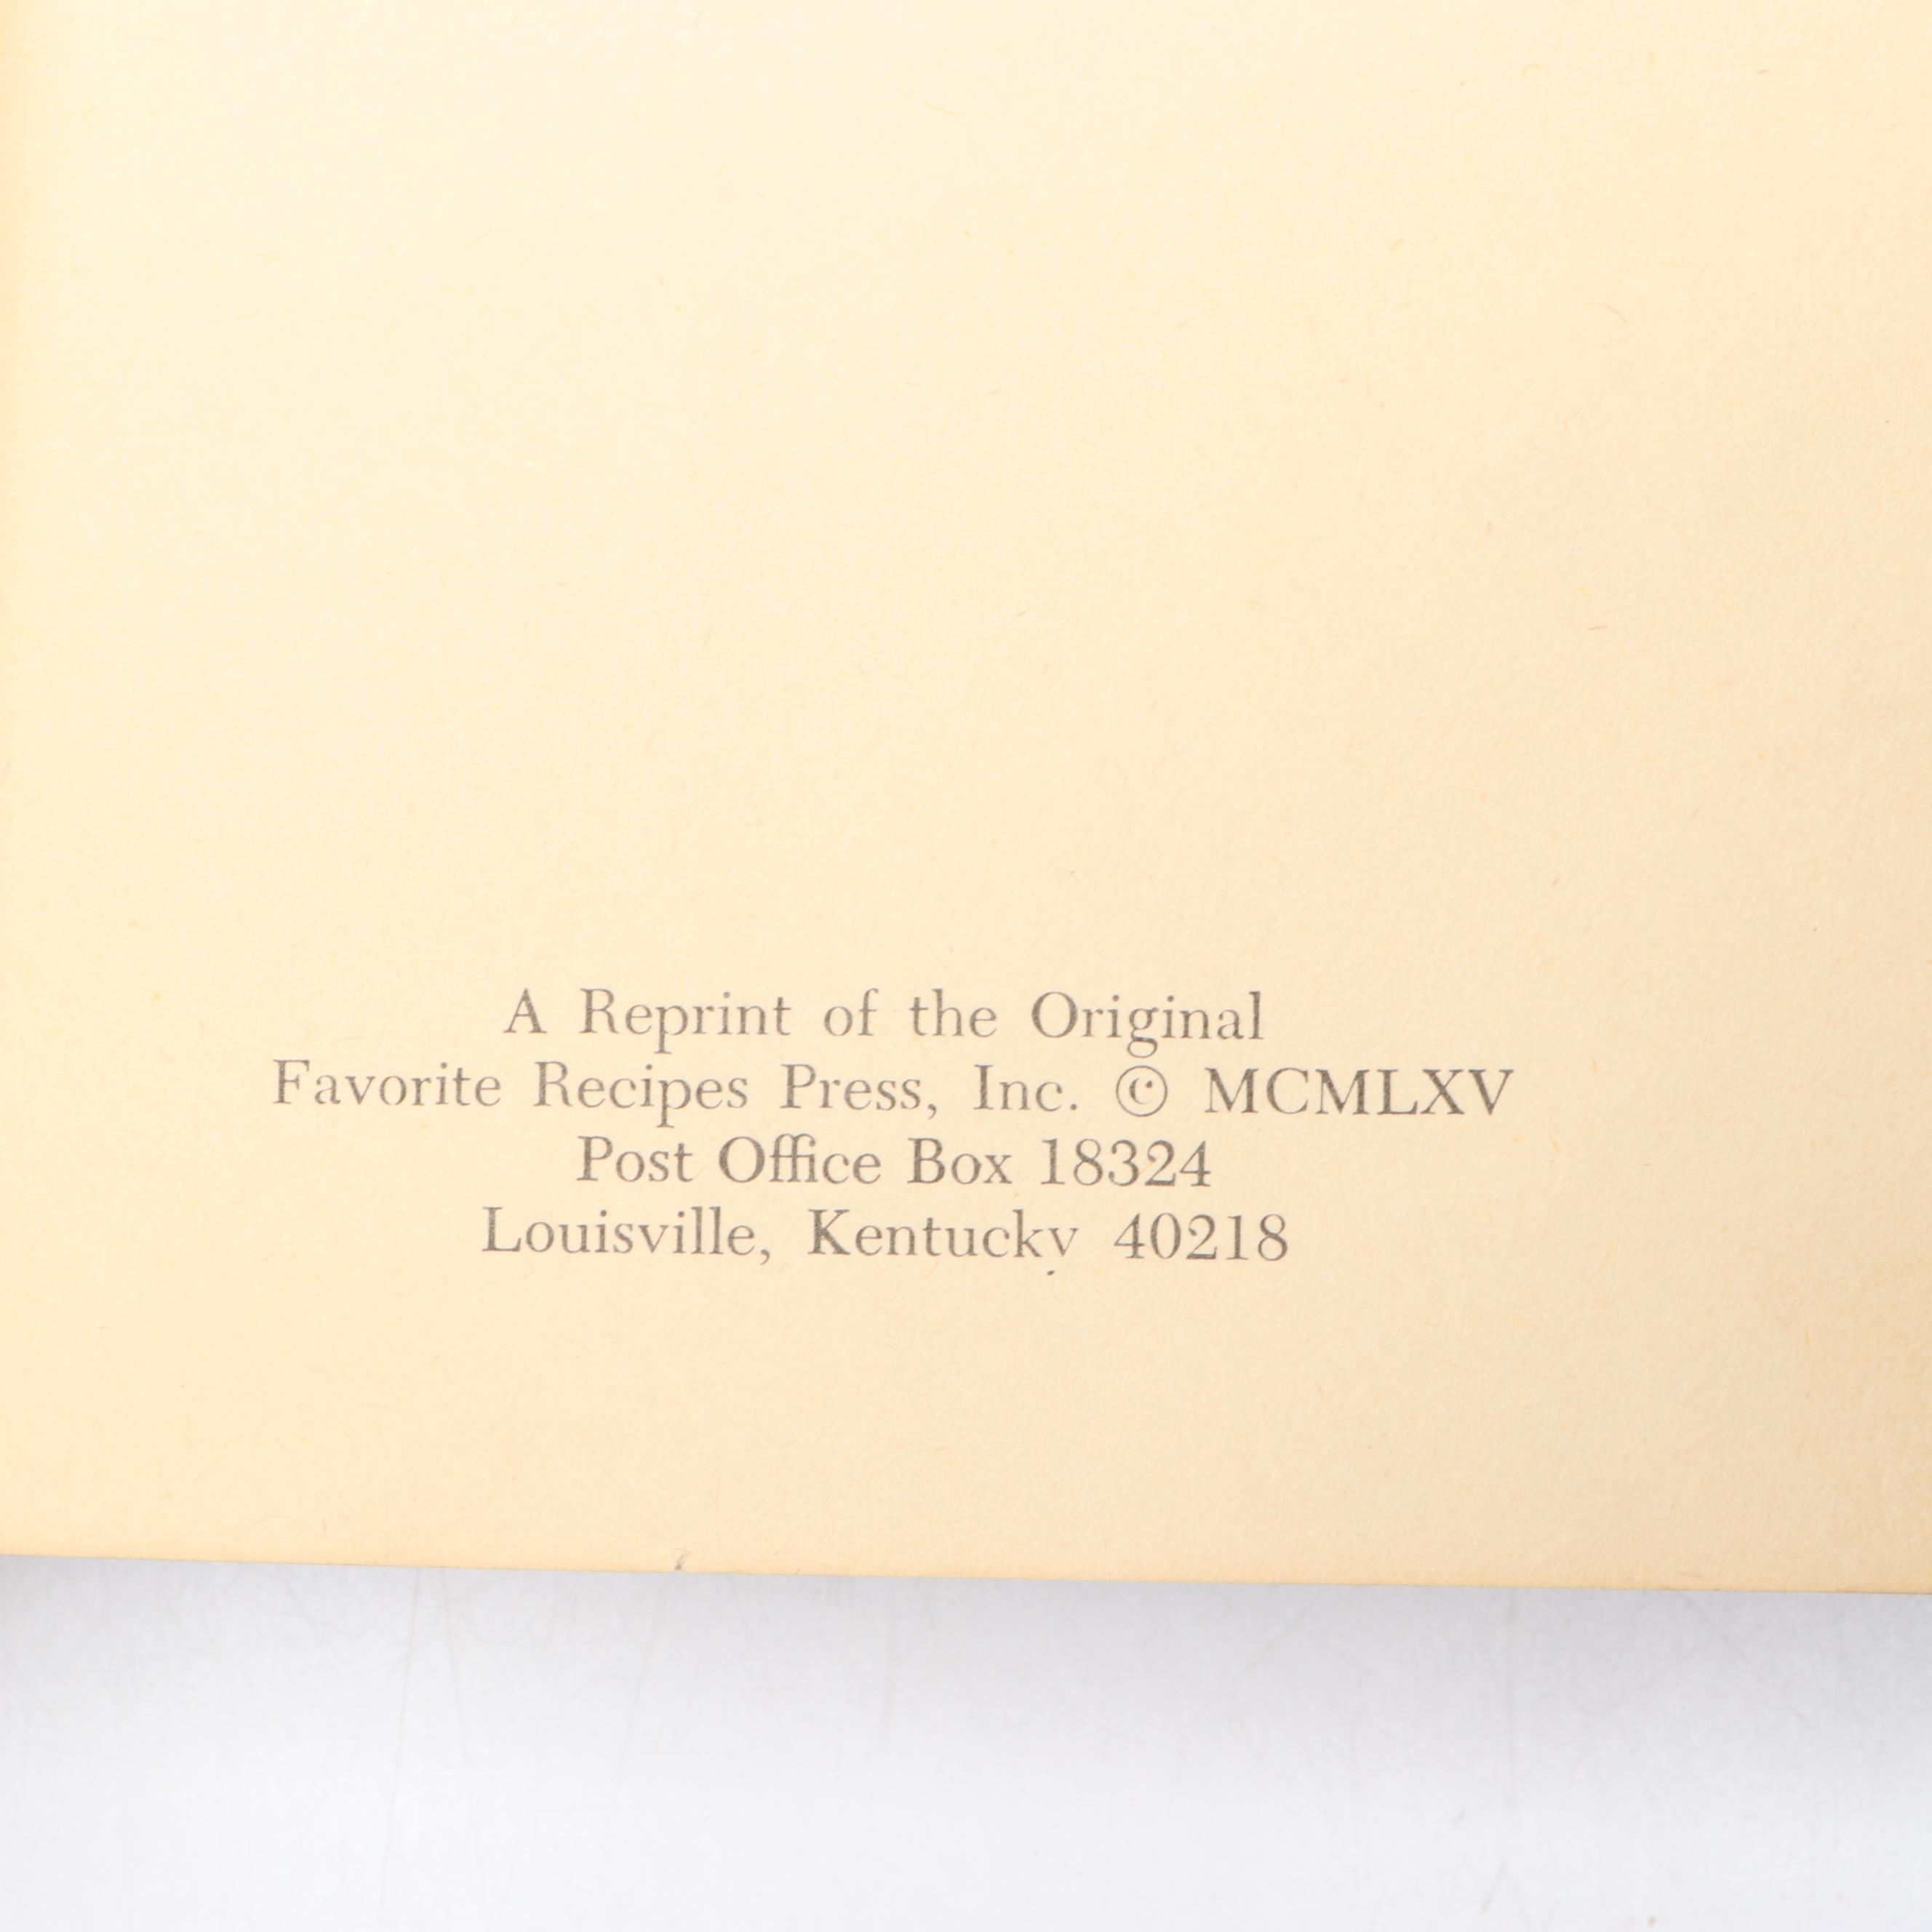 A Reprint of the Original
Favorite Recipes Press, Inc. © MCMLXV
Post Office Box 18324
Louisville, Kentucky 40218